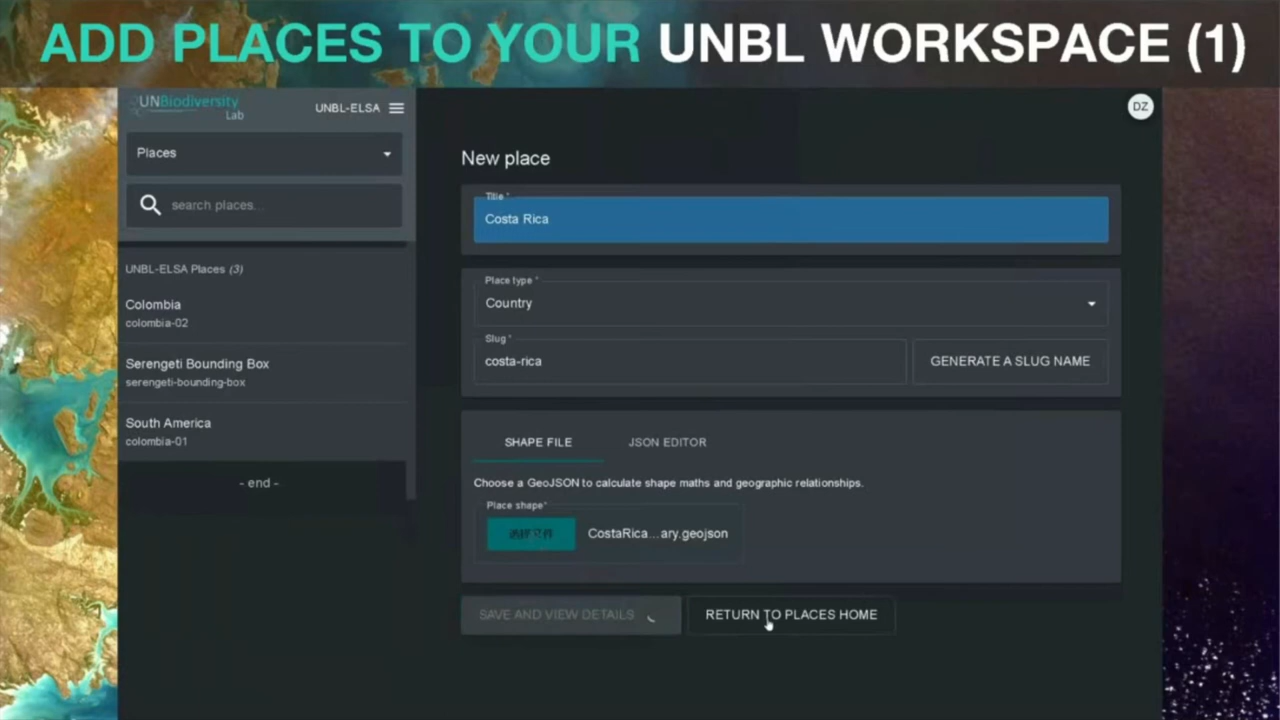 ADD PLACES TO YOUR UNBL WORKSPACE (1)
UNBiodiversity
Lab
UNBL-ELSA
DZ
Places
search places...
UNBL-ELSA Places (3)
Colombia
colombia-02
Serengeti Bounding Box
serengeti-bounding-box
South America
colombia-01
- end -
New place
Title *
Costa Rica
Place type *
Country
Slug *
costa-rica
GENERATE A SLUG NAME
SHAPE FILE
JSON EDITOR
Choose a GeoJSON to calculate shape maths and geographic relationships.
Place shape*
选择文件
CostaRica...ary.geojson
SAVE AND VIEW DETAILS
RETURN TO PLACES HOME